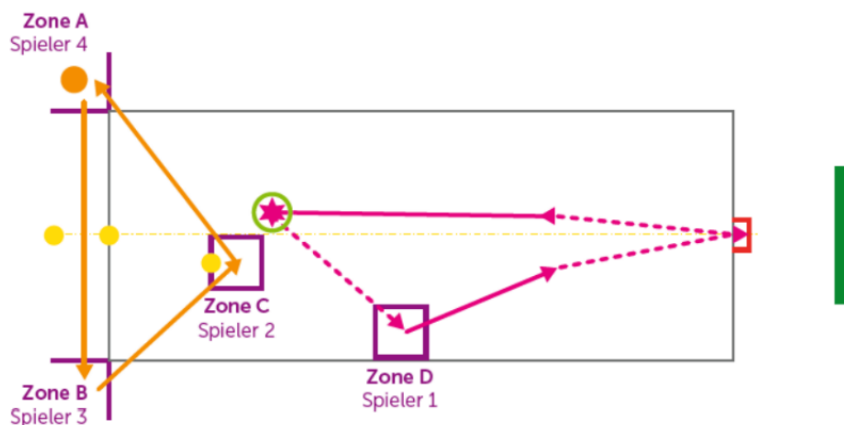 Zone A
Spieler 4
Zone C
Spieler 2
Zone D
Spieler 1
Zone B
Spieler 3